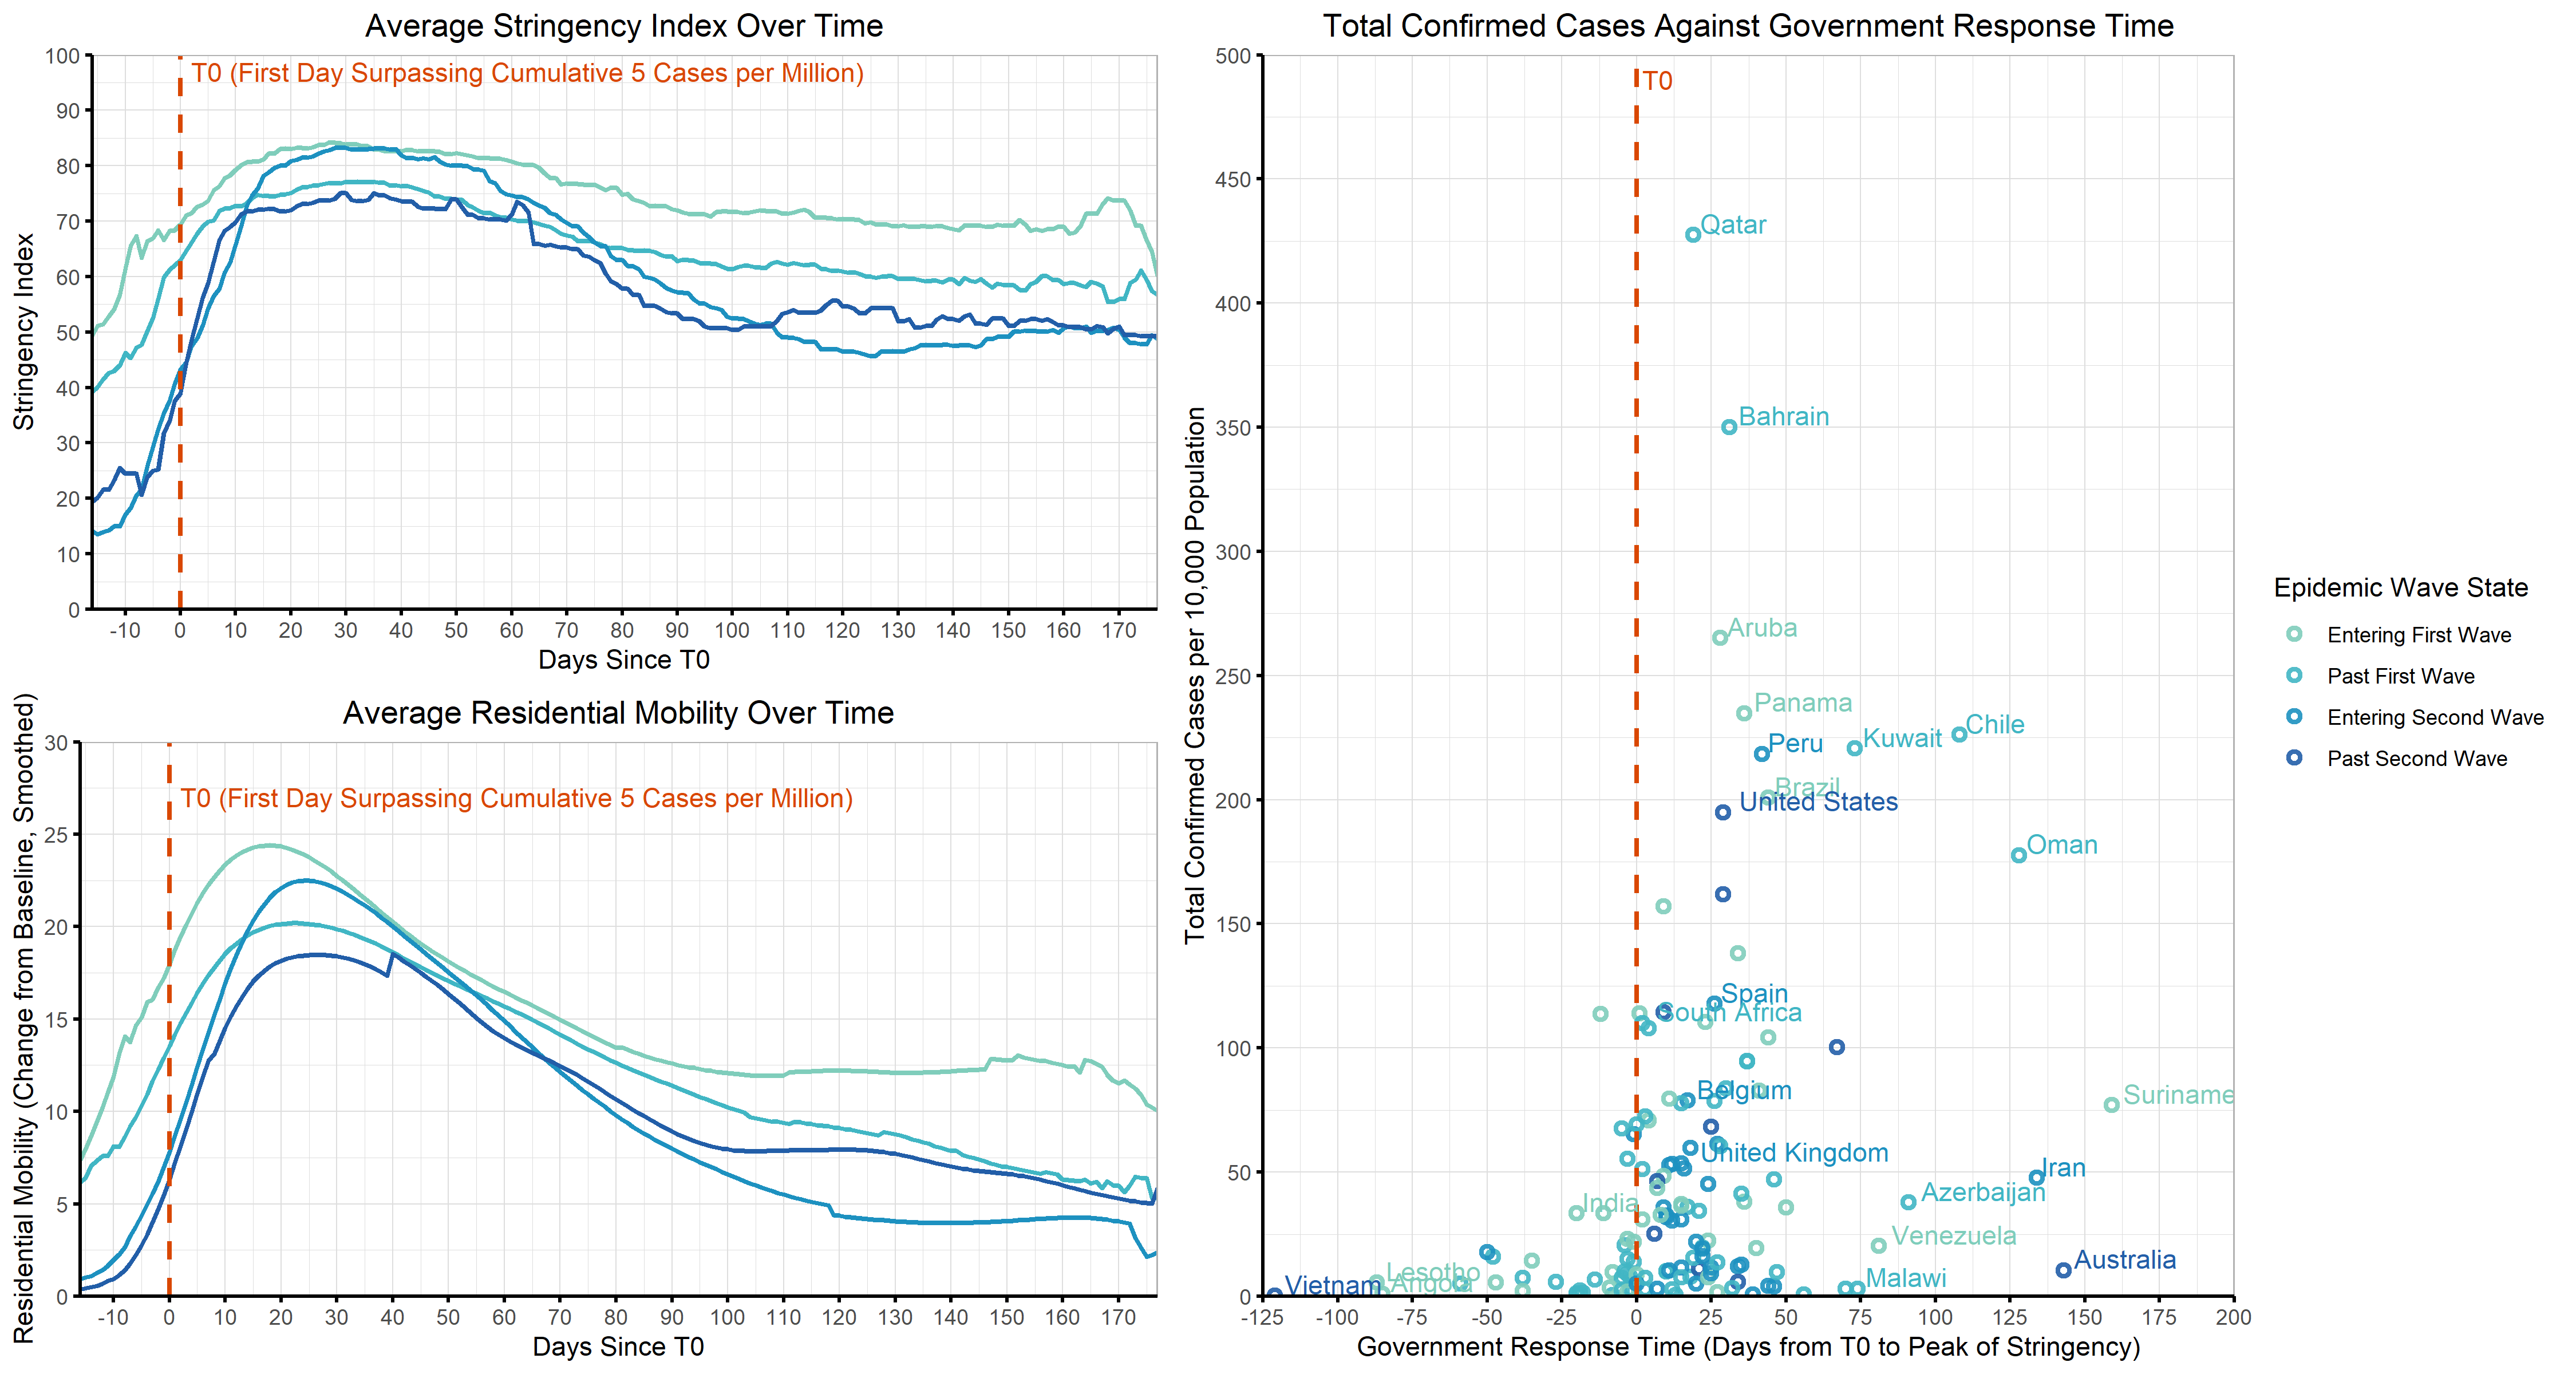 Average Stringency Index Over Time
T0 (First Day Surpassing Cumulative 5 Cases per Million)
Stringency Index
100
90
80
70
60
50
40
30
20
10
0
-10 0 10 20 30 40 50 60 70 80 90 100 110 120 130 140 150 160 170
Days Since T0
Average Residential Mobility Over Time
T0 (First Day Surpassing Cumulative 5 Cases per Million)
Residential Mobility (Change from Baseline, Smoothed)
30
25
20
15
10
5
0
-10 0 10 20 30 40 50 60 70 80 90 100 110 120 130 140 150 160 170
Days Since T0
Total Confirmed Cases Against Government Response Time
T0
Total Confirmed Cases per 10,000 Population
500
450
400
350
300
250
200
150
100
50
0
Qatar
Bahrain
Aruba
Panama
Chile
Kuwait
Peru
Brazil
United States
Oman
Spain
South Africa
Belgium
Suriname
United Kingdom
Iran
Azerbaijan
India
Venezuela
Australia
Lesotho
Malawi
Angola
Vietnam
-125 -100 -75 -50 -25 0 25 50 75 100 125 150 175 200
Government Response Time (Days from T0 to Peak of Stringency)
Epidemic Wave State
Entering First Wave
Past First Wave
Entering Second Wave
Past Second Wave